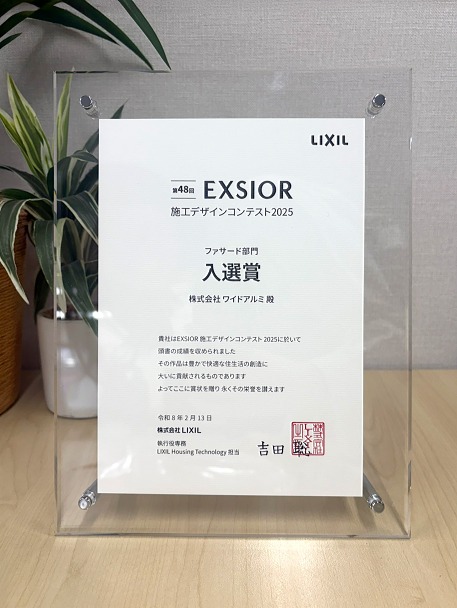 LIXIL
第48回 EXSIOR
施工デザインコンテスト2025
ファサード部門
入選賞
株式会社 ワイドアルミ 殿
貴社はEXSIOR 施工デザインコンテスト 2025に於いて
頭書の成績を収められました
その作品は豊かで快適な住生活の創造に
大いに貢献されるものであります
よってここに賞状を贈り 永くその栄誉を讃えます
令和 8 年 2 月 13 日
株式会社 LIXIL
執行役専務
LIXIL Housing Technology 担当
吉田 聡